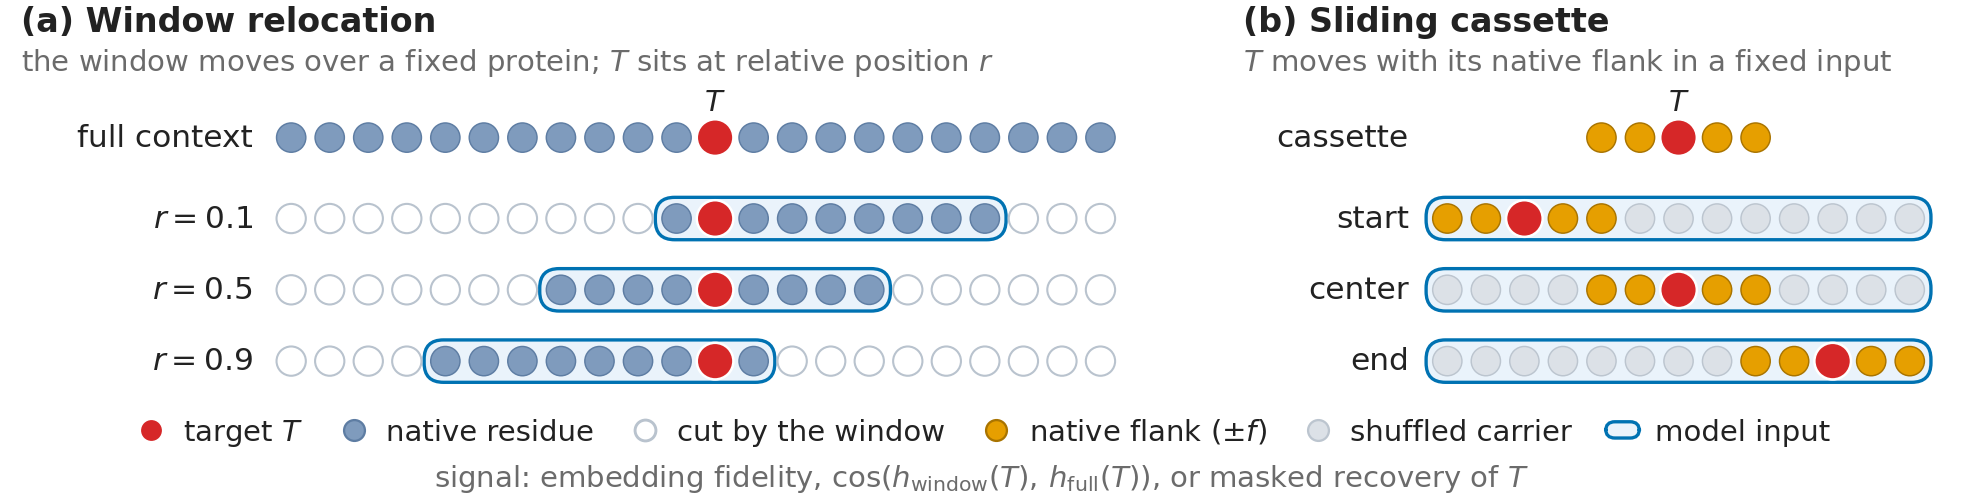 (a) Window relocation
the window moves over a fixed protein; T sits at relative position r
T
full context
r = 0.1
r = 0.5
r = 0.9
(b) Sliding cassette
T moves with its native flank in a fixed input
T
cassette
start
center
end
target T native residue cut by the window native flank (±f) shuffled carrier model input
signal: embedding fidelity, cos(h_window(T), h_full(T)), or masked recovery of T